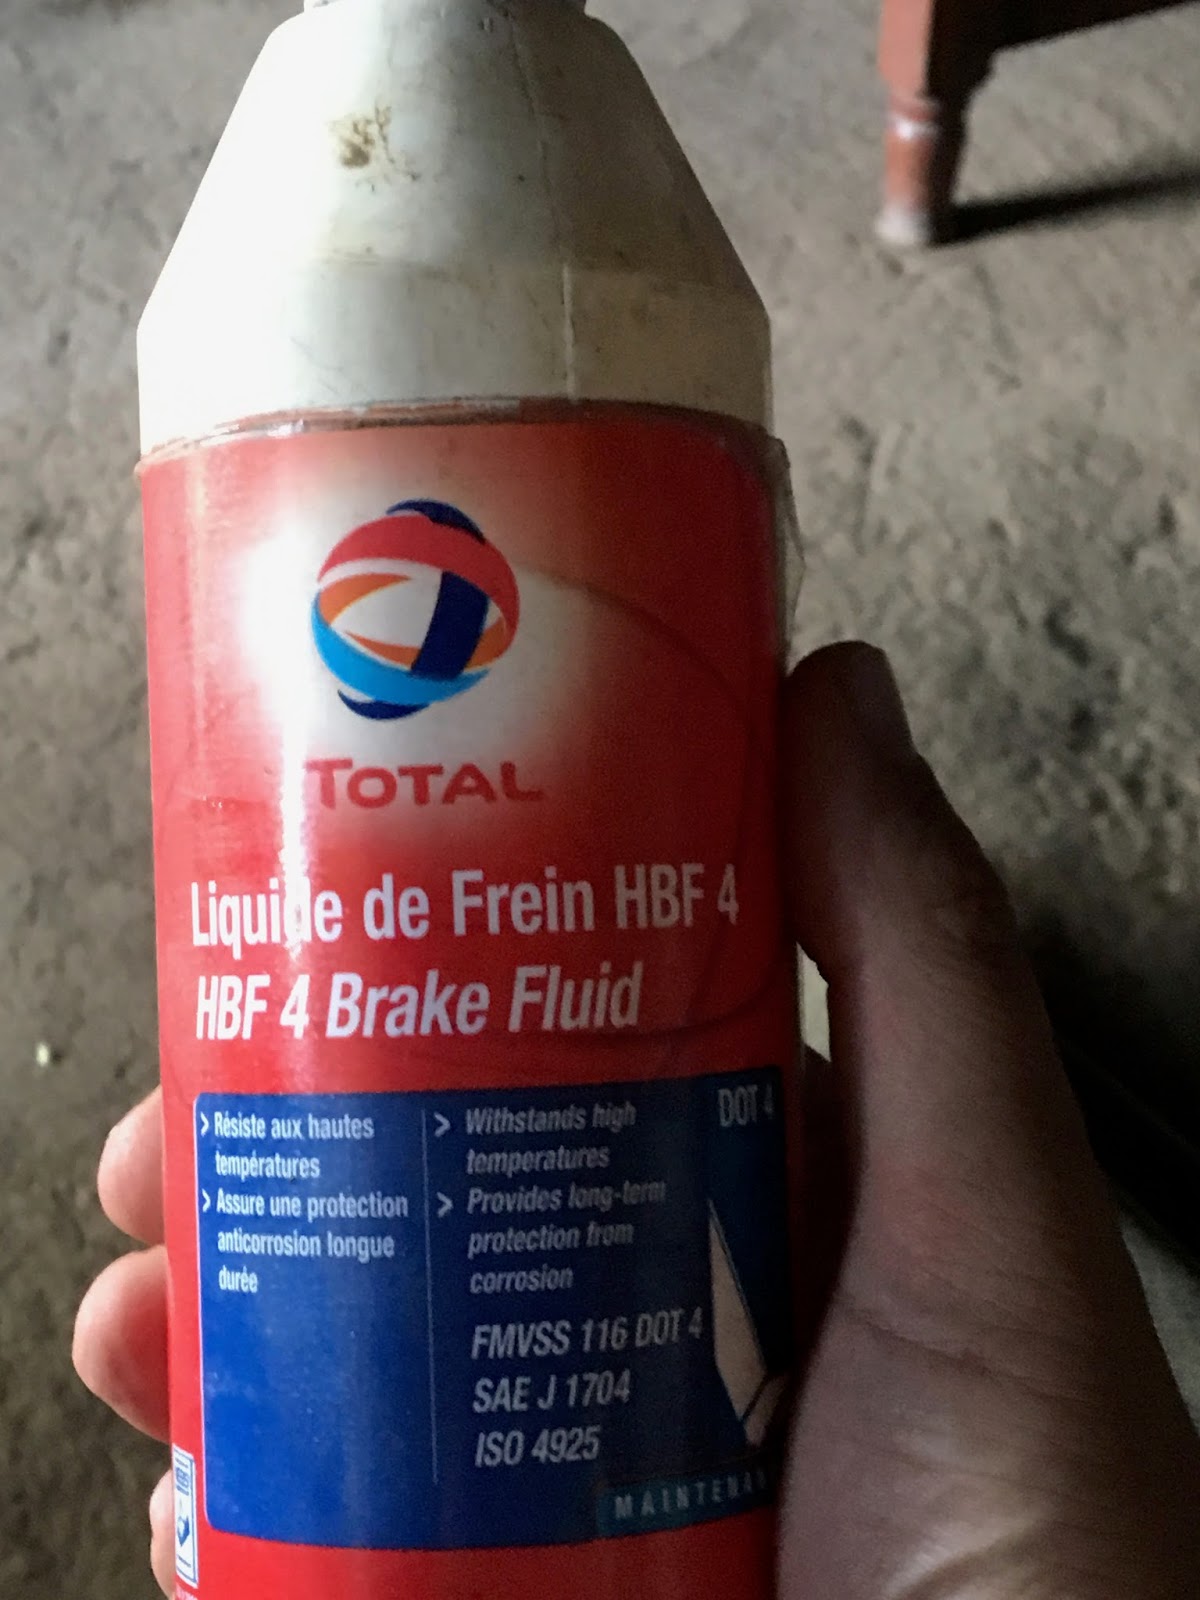 TOTAL
Liquide de Frein HBF 4
HBF 4 Brake Fluid
> Résiste aux hautes
températures
> Assure une protection
anticorrosion longue
durée
> Withstands high
temperatures
> Provides long-term
protection from
corrosion
FMVSS 116 DOT 4
SAE J 1704
ISO 4925
DOT 4